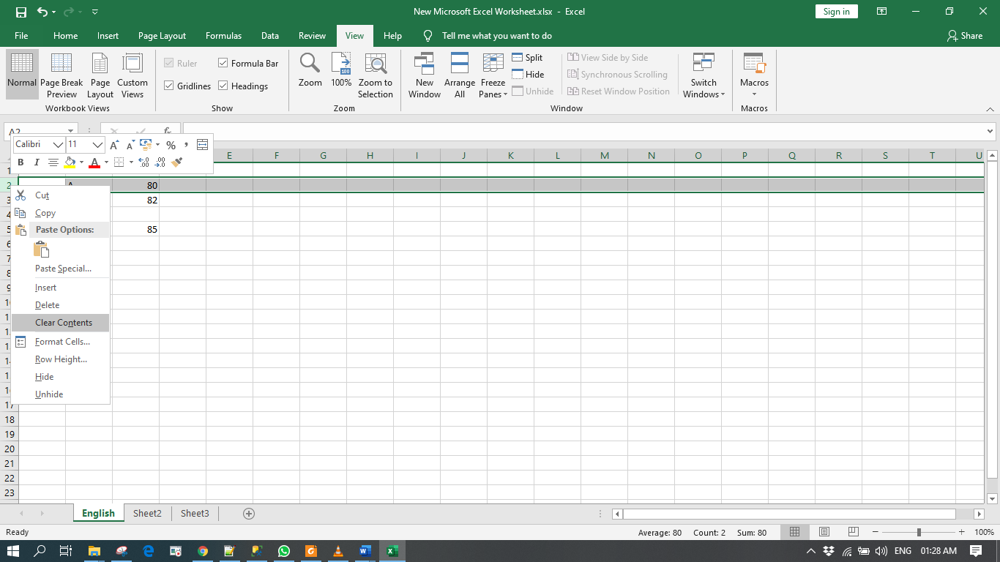 New Microsoft Excel Worksheet.xlsx - Excel
Sign in
File Home Insert Page Layout Formulas Data Review View Help Tell me what you want to do Share
Normal
Page Break Preview
Page Layout
Custom Views
Workbook Views
Ruler
Formula Bar
Gridlines
Headings
Show
Zoom
100%
Zoom to Selection
Zoom
New Window
Arrange All
Freeze Panes
Split
Hide
Unhide
View Side by Side
Synchronous Scrolling
Reset Window Position
Window
Switch Windows
Macros
Macros
A2
fx
Calibri 11 A A % ,
B I A .00 .00
E F G H I J K L M N O P Q R S T U
1
2 A 80
3 82
4
5 85
6
7
8
9
10
17
18
19
20
21
22
23
Cut
Copy
Paste Options:
Paste Special...
Insert
Delete
Clear Contents
Format Cells...
Row Height...
Hide
Unhide
English Sheet2 Sheet3
Ready Average: 80 Count: 2 Sum: 80 100%
ENG 01:28 AM